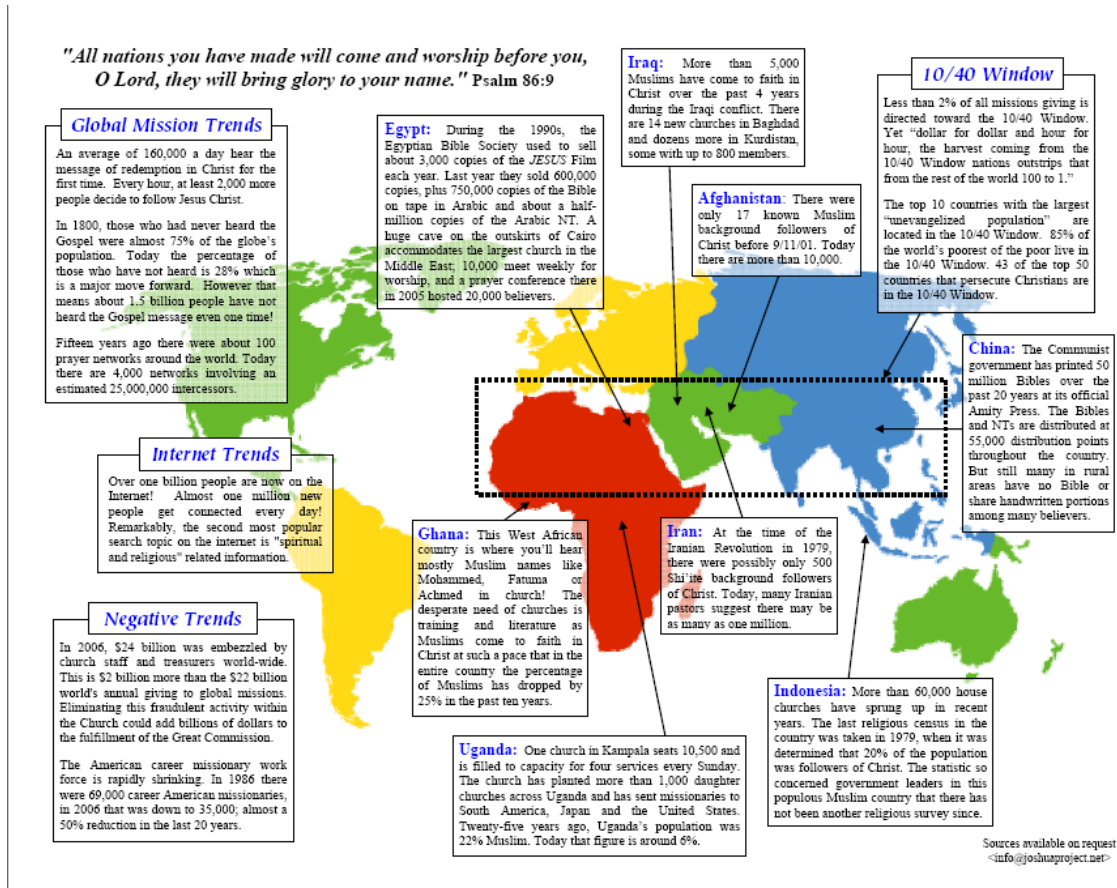 "All nations you have made will come and worship before you,
O Lord, they will bring glory to your name." Psalm 86:9
Global Mission Trends
An average of 160,000 a day hear the
message of redemption in Christ for the
first time. Every hour, at least 2,000 more
people decide to follow Jesus Christ.
In 1800, those who had never heard the
Gospel were almost 75% of the globe's
population. Today the percentage of
those who have not heard is 28% which
is a major move forward. However that
means about 1.5 billion people have not
heard the Gospel message even one time!
Fifteen years ago there were about 100
prayer networks around the world. Today
there are 4,000 networks involving an
estimated 25,000,000 intercessors.
Internet Trends
Over one billion people are now on the
Internet! Almost one million new
people get connected every day!
Remarkably, the second most popular
search topic on the internet is "spiritual
and religious" related information.
Negative Trends
In 2006, $24 billion was embezzled by
church staff and treasurers world-wide.
This is $2 billion more than the $22 billion
world's annual giving to global missions.
Eliminating this fraudulent activity within
the Church could add billions of dollars to
the fulfillment of the Great Commission.
The American career missionary work
force is rapidly shrinking. In 1986 there
were 69,000 career American missionaries,
in 2006 that was down to 35,000; almost a
50% reduction in the last 20 years.
Egypt: During the 1990s, the
Egyptian Bible Society used to sell
about 3,000 copies of the JESUS Film
each year. Last year they sold 600,000
copies, plus 750,000 copies of the Bible
on tape in Arabic and about a half-
million copies of the Arabic NT. A
huge cave on the outskirts of Cairo
accommodates the largest church in the
Middle East; 10,000 meet weekly for
worship, and a prayer conference there
in 2005 hosted 20,000 believers.
Iraq: More than 5,000
Muslims have come to faith in
Christ over the past 4 years
during the Iraqi conflict. There
are 14 new churches in Baghdad
and dozens more in Kurdistan,
some with up to 800 members.
Afghanistan: There were
only 17 known Muslim
background followers of
Christ before 9/11/01. Today
there are more than 10,000.
10/40 Window
Less than 2% of all missions giving is
directed toward the 10/40 Window.
Yet “dollar for dollar and hour for
hour, the harvest coming from the
10/40 Window nations outstrips that
from the rest of the world 100 to 1.”
The top 10 countries with the largest
“unevangelized population” are
located in the 10/40 Window. 85% of
the world’s poorest of the poor live in
the 10/40 Window. 43 of the top 50
countries that persecute Christians are
in the 10/40 Window.
China: The Communist
government has printed 50
million Bibles over the
past 20 years at its official
Amity Press. The Bibles
and NTs are distributed at
55,000 distribution points
throughout the country.
But still many in rural
areas have no Bible or
share handwritten portions
among many believers.
Ghana: This West African
country is where you’ll hear
mostly Muslim names like
Mohammed, Fatuma or
Achmed in church! The
desperate need of churches is
training and literature as
Muslims come to faith in
Christ at such a pace that in the
entire country the percentage
of Muslims has dropped by
25% in the past ten years.
Iran: At the time of the
Iranian Revolution in 1979,
there were possibly only 500
Shi’ite background followers
of Christ. Today, many Iranian
pastors suggest there may be
as many as one million.
Uganda: One church in Kampala seats 10,500 and
is filled to capacity for four services every Sunday.
The church has planted more than 1,000 daughter
churches across Uganda and has sent missionaries to
South America, Japan and the United States.
Twenty-five years ago, Uganda’s population was
22% Muslim. Today that figure is around 6%.
Indonesia: More than 60,000 house
churches have sprung up in recent
years. The last religious census in the
country was taken in 1979, when it was
determined that 20% of the population
was followers of Christ. The statistic so
concerned government leaders in this
populous Muslim country that there has
not been another religious survey since.
Sources available on request
<info@joshuaproject.net>